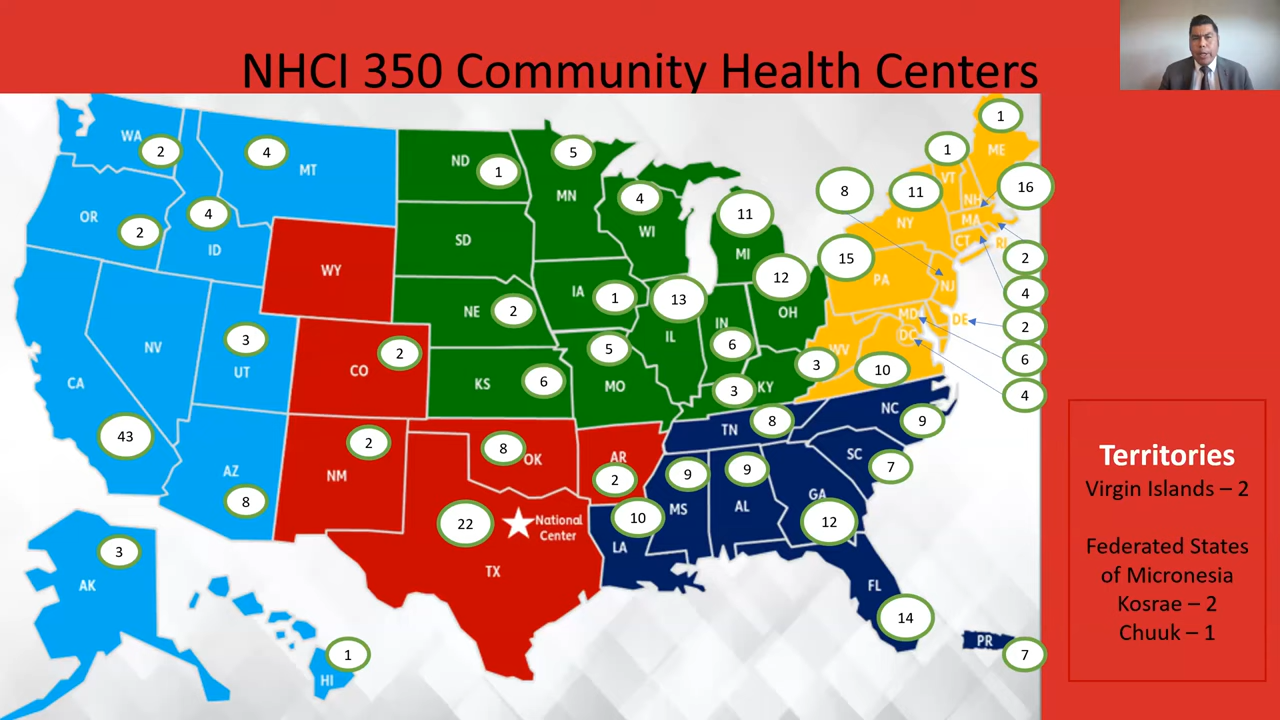 NHCI 350 Community Health Centers
WA
2
4
MT
ND
1
5
MN
OR
2
4
ID
SD
4
WI
11
MI
8
11
NY
1
VT
1
ME
NH
16
MA
CT
RI
2
WY
NE
2
IA
1
13
IL
IN
6
12
OH
15
PA
NJ
4
MD
DE
2
DC
6
NV
3
UT
2
CO
KS
6
5
MO
3
KY
3
WV
10
4
CA
43
AZ
8
2
NM
8
OK
AR
2
TN
8
NC
9
SC
7
22
National
Center
TX
10
LA
9
MS
9
AL
GA
12
FL
14
3
AK
1
HI
PR
7
Territories
Virgin Islands – 2
Federated States
of Micronesia
Kosrae – 2
Chuuk – 1